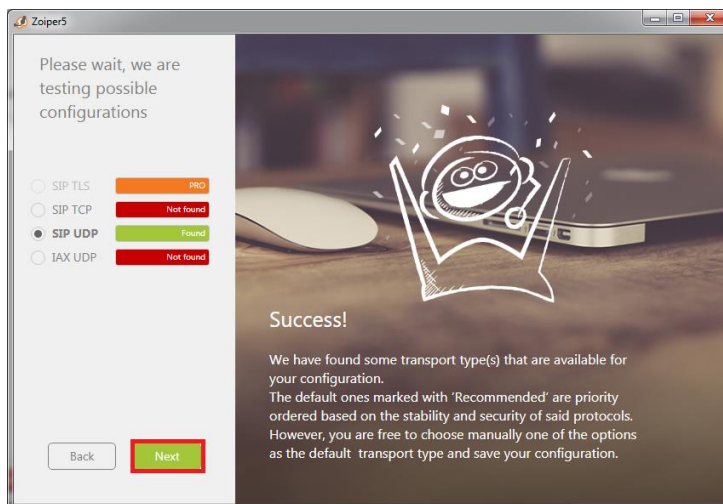 Zoiper5
Please wait, we are
testing possible
configurations
SIP TLS PRO
SIP TCP Not found
SIP UDP Found
IAX UDP Not found
Back Next
Success!
We have found some transport type(s) that are available for
your configuration.
The default ones marked with 'Recommended' are priority
ordered based on the stability and security of said protocols.
However, you are free to choose manually one of the options
as the default transport type and save your configuration.